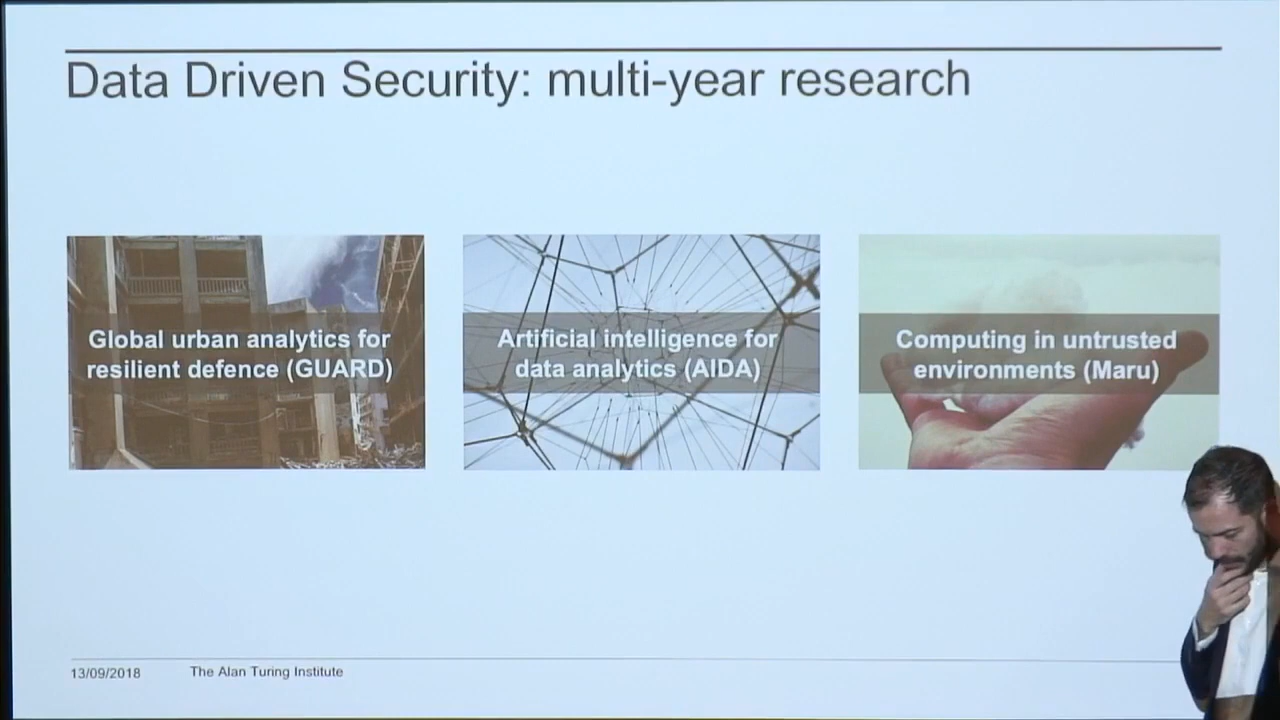 Data Driven Security: multi-year research
Global urban analytics for
resilient defence (GUARD)
Artificial intelligence for
data analytics (AIDA)
Computing in untrusted
environments (Maru)
13/09/2018
The Alan Turing Institute